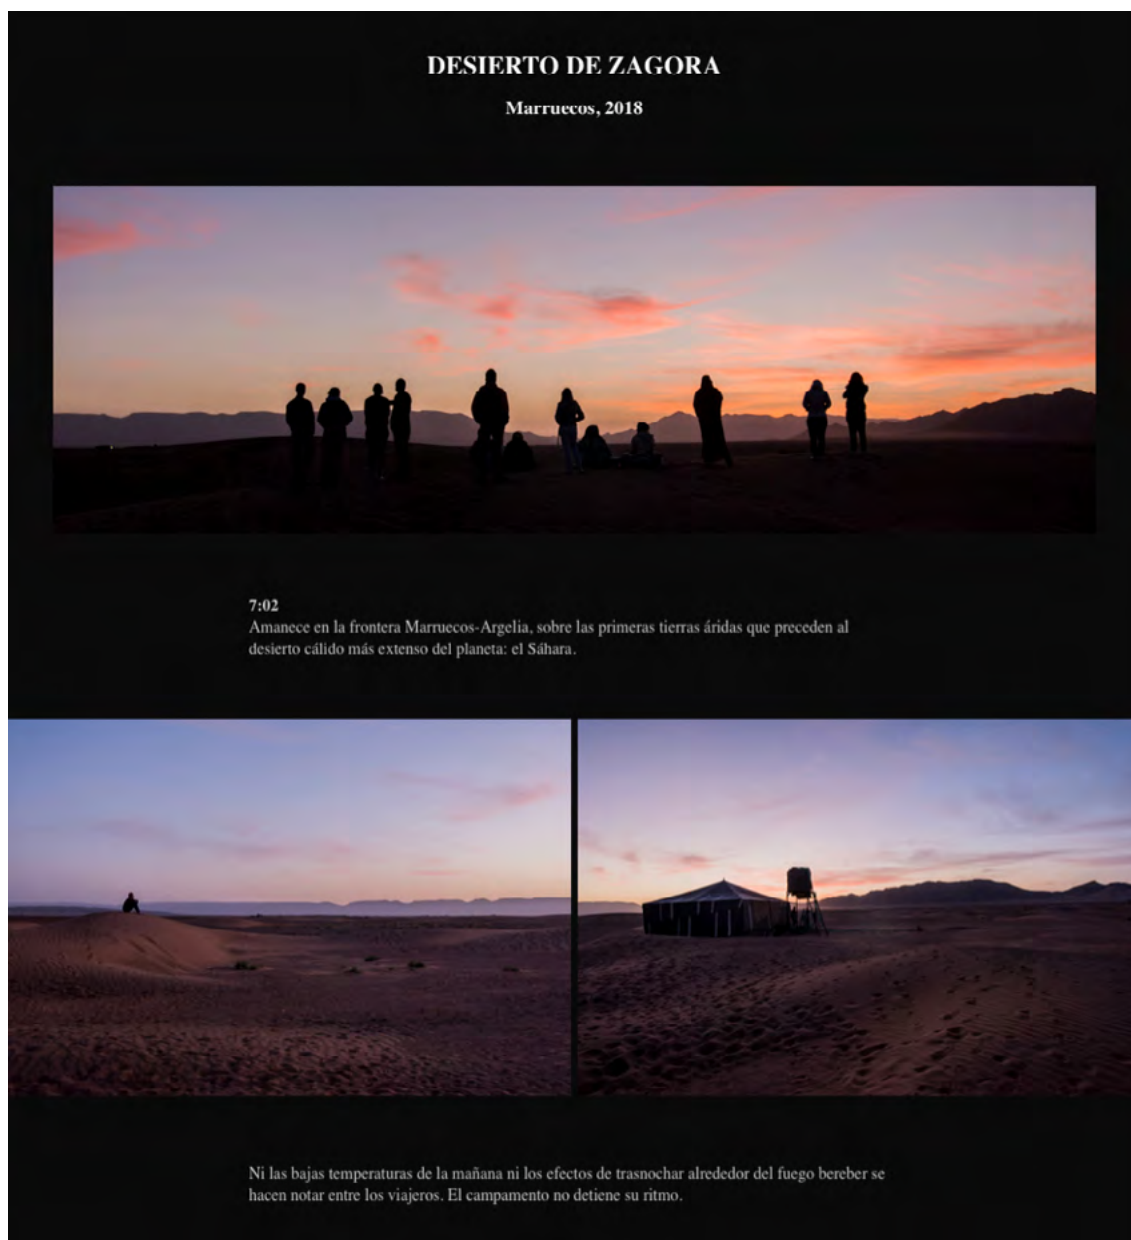 DESIERTO DE ZAGORA
Marruecos, 2018
7:02
Amanece en la frontera Marruecos-Argelia, sobre las primeras tierras áridas que preceden al
desierto cálido más extenso del planeta: el Sáhara.
Ni las bajas temperaturas de la mañana ni los efectos de trasnochar alrededor del fuego bereber se
hacen notar entre los viajeros. El campamento no detiene su ritmo.